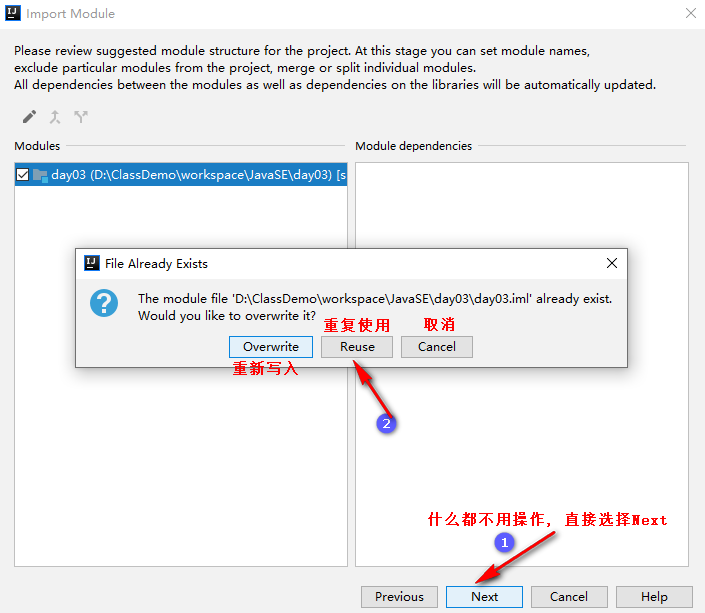 Import Module
Please review suggested module structure for the project. At this stage you can set module names,
exclude particular modules from the project, merge or split individual modules.
All dependencies between the modules as well as dependencies on the libraries will be automatically updated.
Modules
Module dependencies
day03 (D:\ClassDemo\workspace\JavaSE\day03) [s
File Already Exists
The module file 'D:\ClassDemo\workspace\JavaSE\day03\day03.iml' already exist.
Would you like to overwrite it?
重复使用
取消
Overwrite
Reuse
Cancel
重新写入
2
什么都不用操作，直接选择Next
1
Previous
Next
Cancel
Help